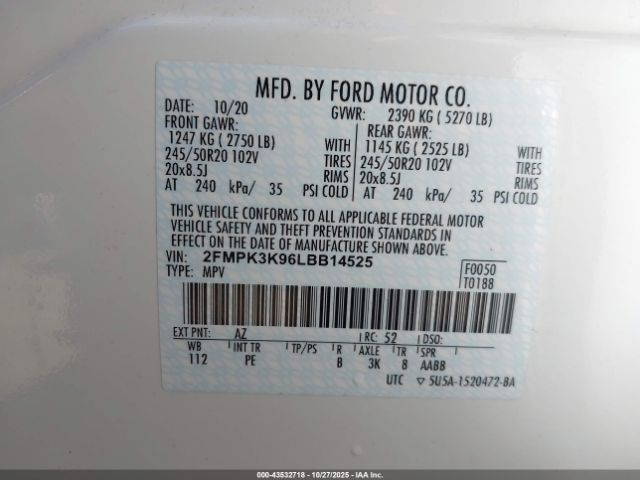 MFD. BY FORD MOTOR CO.
DATE: 10/20 GVWR: 2390 KG ( 5270 LB)
FRONT GAWR: REAR GAWR:
1247 KG ( 2750 LB) WITH 1145 KG ( 2525 LB) WITH
245/50R20 102V TIRES 245/50R20 102V TIRES
20x8.5J RIMS 20x8.5J RIMS
AT 240 kPa/ 35 PSI COLD AT 240 kPa/ 35 PSI COLD
THIS VEHICLE CONFORMS TO ALL APPLICABLE FEDERAL MOTOR
VEHICLE SAFETY AND THEFT PREVENTION STANDARDS IN
EFFECT ON THE DATE OF MANUFACTURE SHOWN ABOVE.
VIN: 2FMPK3K96LBB14525 F0050
TYPE: MPV T0188
EXT PNT: AZ RC: 52 DSO:
WB INT TR TP/PS R AXLE TR SPR
112 PE B 3K 8 AABB
UTC ▽ 5U5A-1520472-BA
000-43532718 | 10/27/2025 - Copyright © 2025 IAA, Inc.